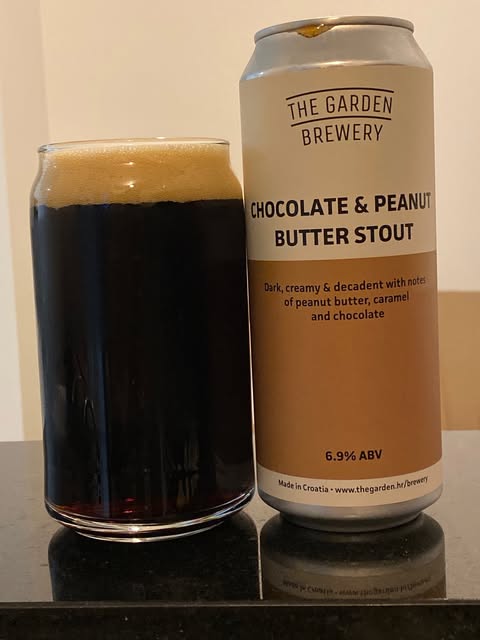 THE GARDEN
BREWERY
CHOCOLATE & PEANUT
BUTTER STOUT
Dark, creamy & decadent with notes
of peanut butter, caramel
and chocolate
6.9% ABV
Made in Croatia • www.thegarden.hr/brewery